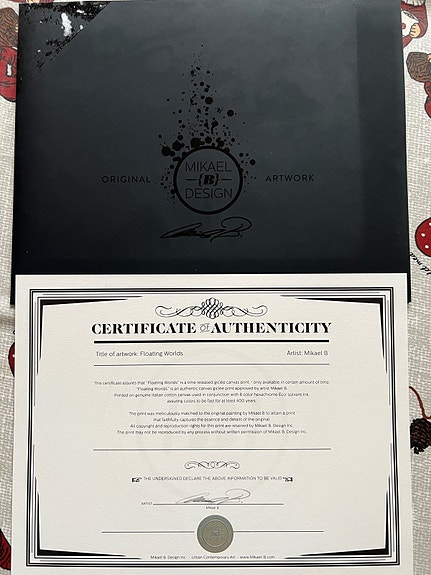 MIKAEL
ORIGINAL {B} ARTWORK
DESIGN
CERTIFICATE OF AUTHENTICITY
Title of artwork: Floating Worlds Artist: Mikael B
This certificate assures that "Floating Worlds" is a time-released giclée canvas print - only available in certain amount of time
"Floating Worlds" is an authentic canvas giclée print approved by artist Mikael B.
Printed on genuine Italian cotton canvas used in conjunction with 8 color hexachrome Eco-solvent Ink,
assuring colors to be fast for at least 400 years.
The print was meticulously matched to the original painting by Mikael B to attain a print
that faithfully captures the essence and details of the original.
All copyright and reproduction rights for this print are retained by Mikael B. Design Inc.
The print may not be reproduced by any process without written permission of Mikael B. Design Inc.
THE UNDERSIGNED DECLARE THE ABOVE INFORMATION TO BE VALID
ARTIST
Mikael B
Mikael B. Design Inc. - Urban Contemporary Art - www.Mikael-B.com